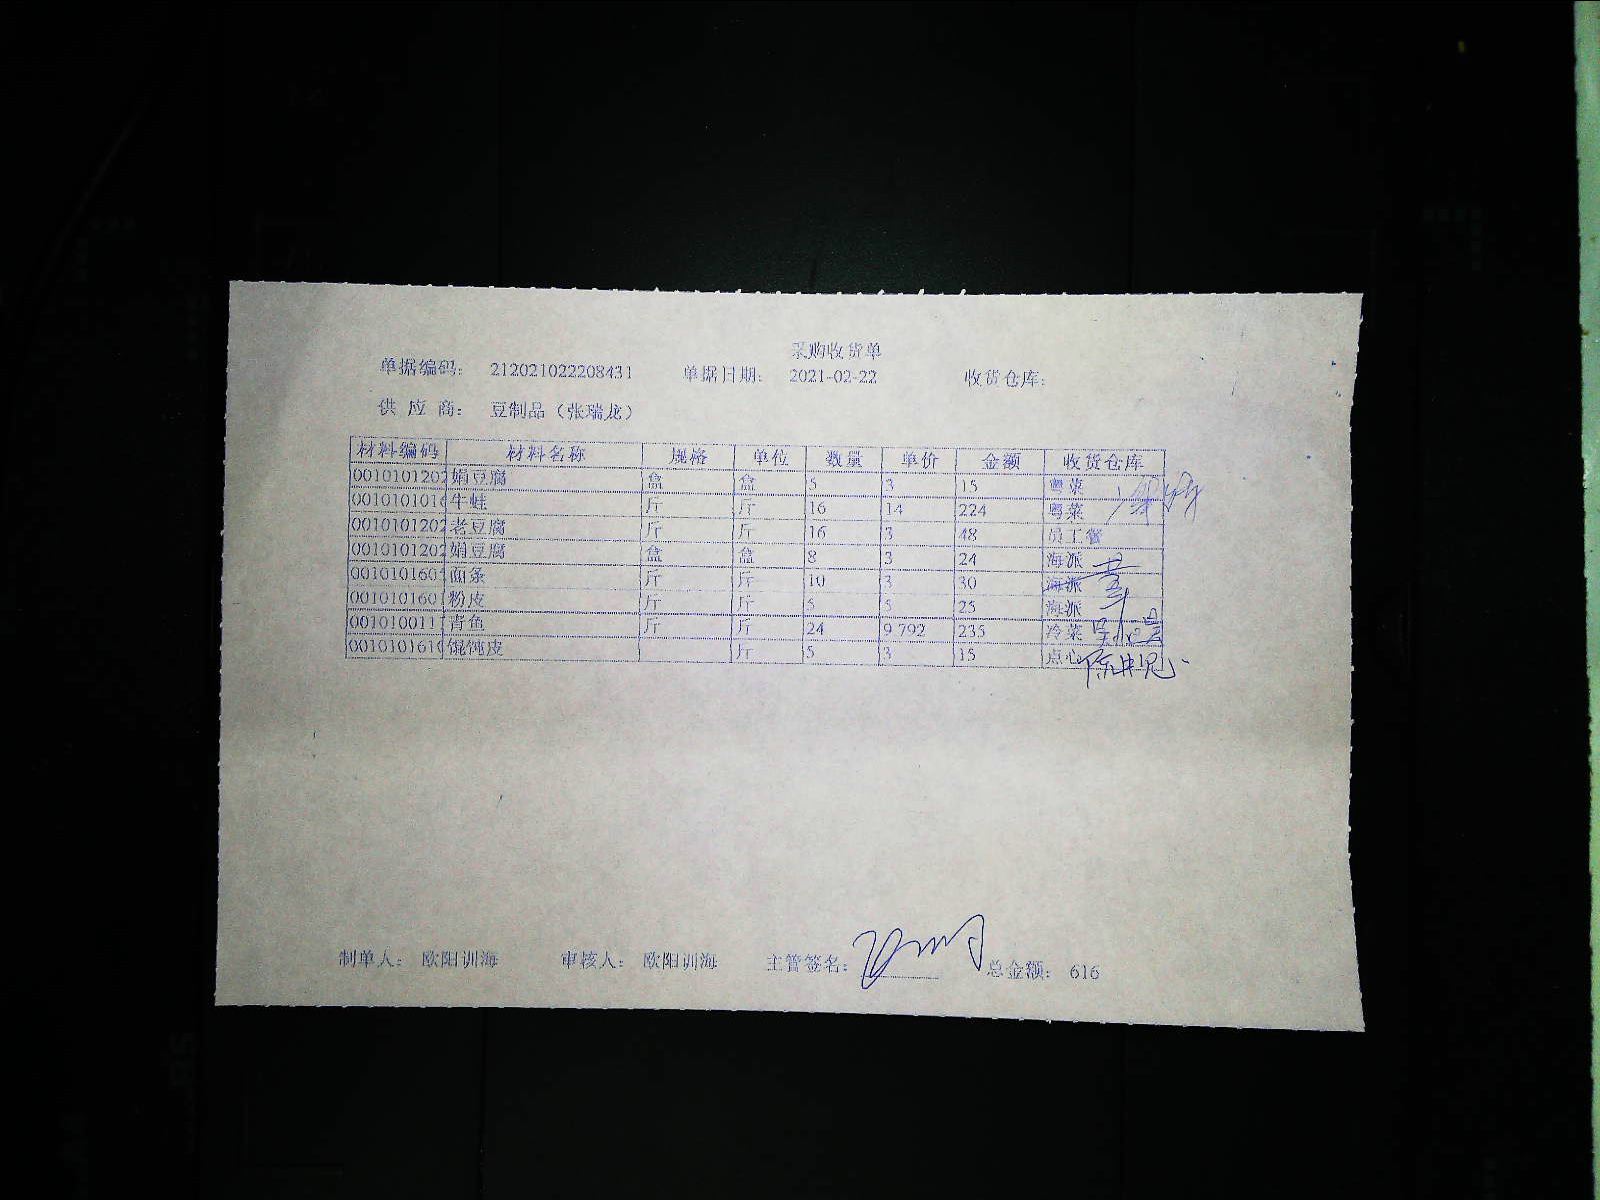 采购收货单
单据编码： 212021022208431 单据日期： 2021-02-22 收货仓库：
供 应 商： 豆制品（张瑞龙）
材料编码 材料名称 规格 单位 数量 单价 金额 收货仓库
0010101202 娟豆腐 盒 盒 5 3 15 粤菜
0010101016 牛蛙 斤 斤 16 14 224 粤菜
0010101202 老豆腐 斤 斤 16 3 48 员工餐
0010101202 娟豆腐 盒 盒 8 3 24 海派
001010160 面条 斤 斤 10 3 30 海派
001010160 粉皮 斤 斤 5 5 25 海派
001010011 青鱼 斤 斤 24 9.792 235 冷菜
001010161 馄饨皮 斤 5 3 15 点心
制单人： 欧阳训海 审核人： 欧阳训海 主管签名： 总金额： 616